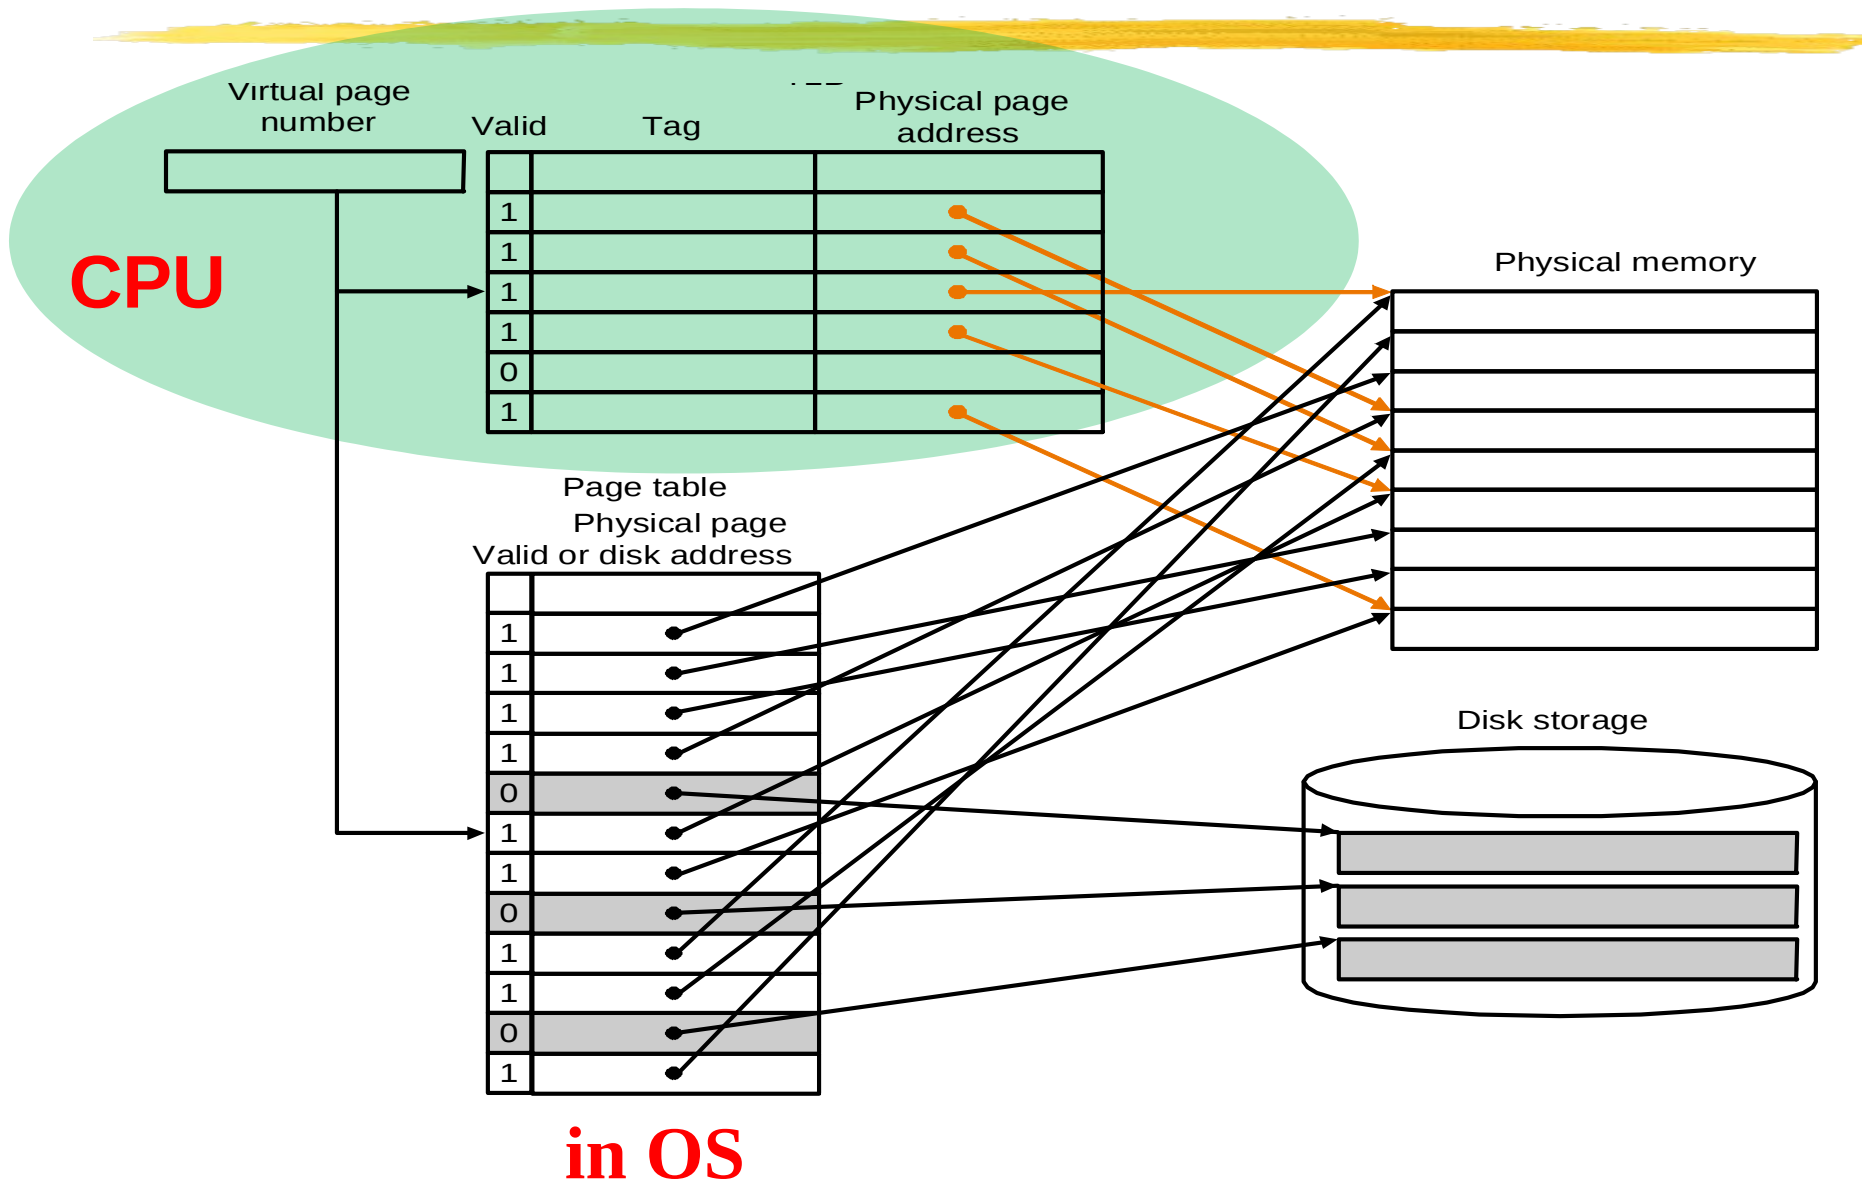 Virtual page
number
Valid
Tag
Physical page
address
1
1
1
1
0
1
CPU
Physical memory
Page table
Physical page
Valid or disk address
1
1
1
1
0
1
1
0
1
1
0
1
Disk storage
in OS